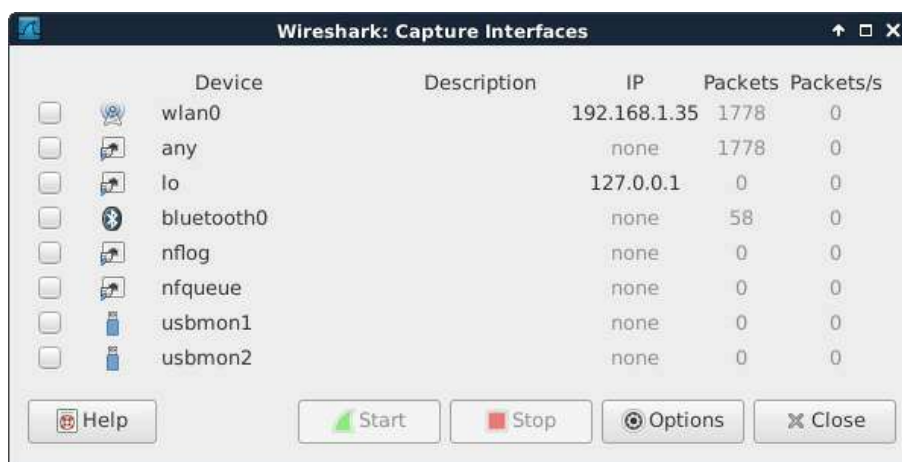 Wireshark: Capture Interfaces
Device Description IP Packets Packets/s
wlan0 192.168.1.35 1778 0
any none 1778 0
lo 127.0.0.1 0 0
bluetooth0 none 58 0
nflog none 0 0
nfqueue none 0 0
usbmon1 none 0 0
usbmon2 none 0 0
Help Start Stop Options Close